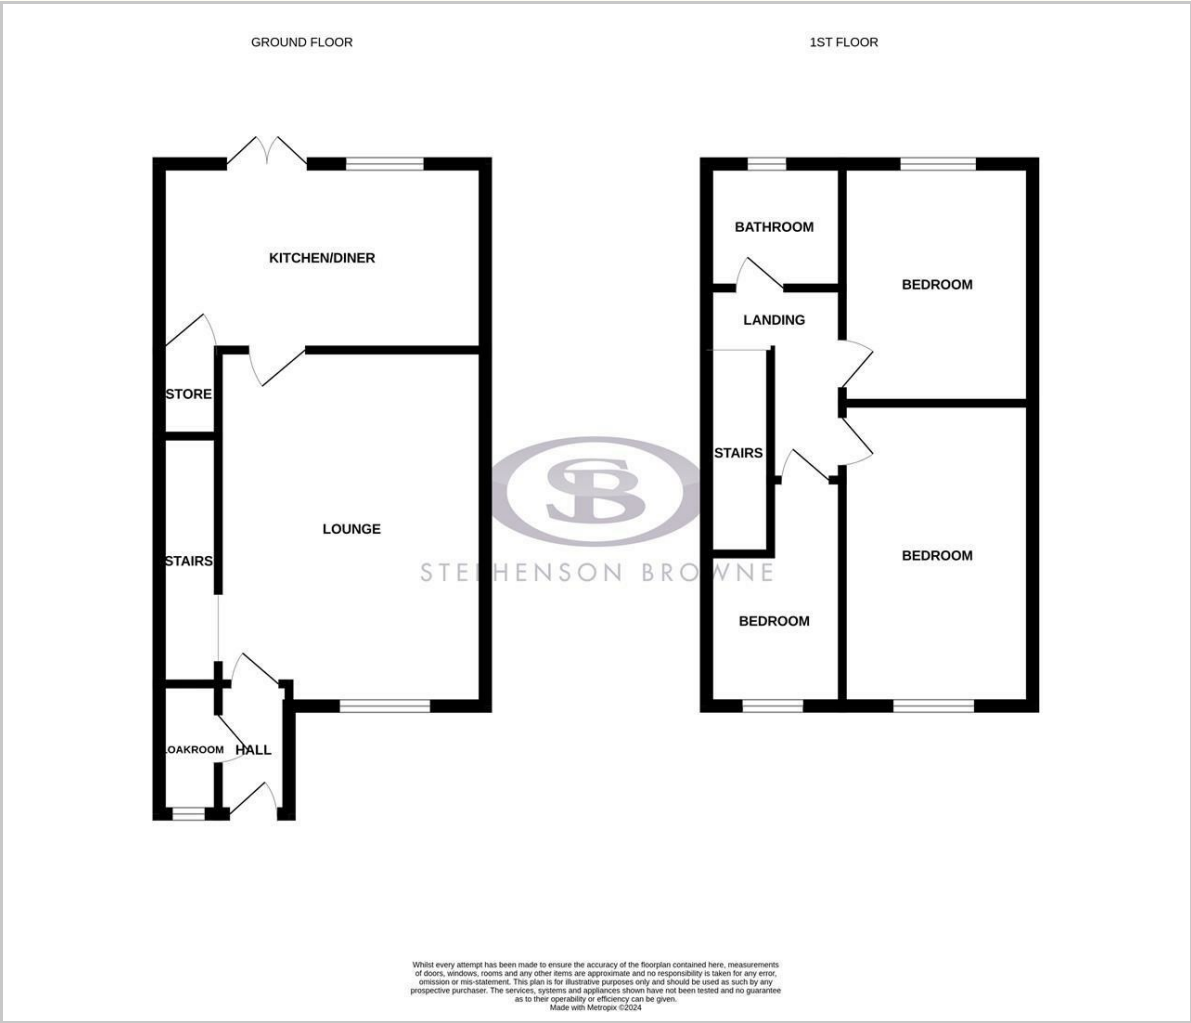 GROUND FLOOR
1ST FLOOR
KITCHEN/DINER
STORE
STAIRS
LOUNGE
OAKROOM
HALL
BATHROOM
BEDROOM
LANDING
STAIRS
BEDROOM
BEDROOM
SB
STEPHENSON BROWNE
Whilst every attempt has been made to ensure the accuracy of the floorplan contained here, measurements
of doors, windows, rooms and any other items are approximate and no responsibility is taken for any error,
omission or mis-statement. This plan is for illustrative purposes only and should be used as such by any
prospective purchaser. The services, systems and appliances shown have not been tested and no guarantee
as to their operability or efficiency can be given.
Made with Metropix ©2024